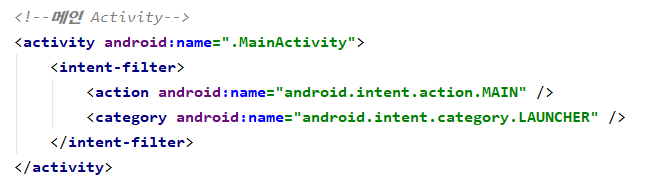 <!--메인 Activity-->
<activity android:name=".MainActivity">
<intent-filter>
<action android:name="android.intent.action.MAIN" />
<category android:name="android.intent.category.LAUNCHER" />
</intent-filter>
</activity>